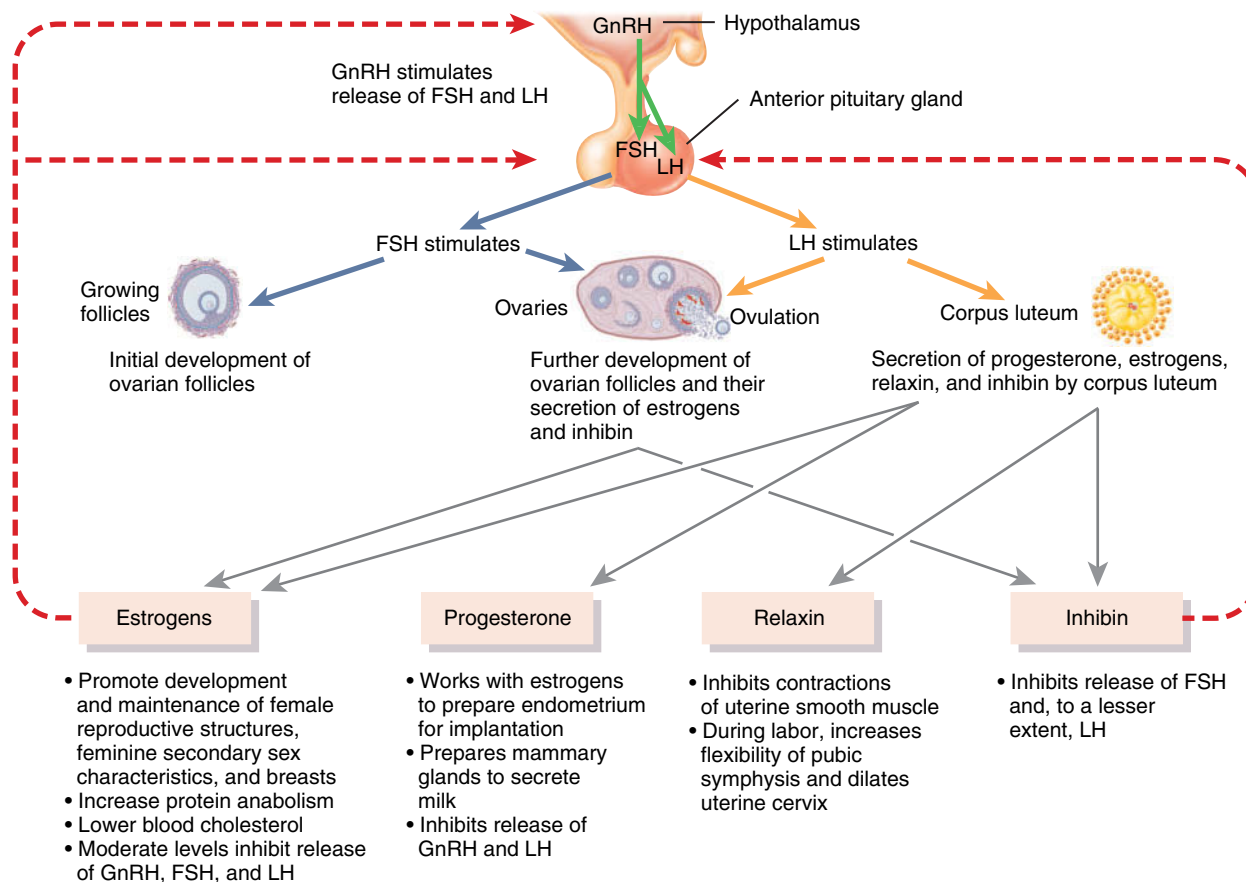 GnRH
Hypothalamus
GnRH stimulates
release of FSH and LH
Anterior pituitary gland
FSH
LH
FSH stimulates
LH stimulates
Growing
follicles
Ovaries
Ovulation
Corpus luteum
Initial development of
ovarian follicles
Further development of
ovarian follicles and their
secretion of estrogens
and inhibin
Secretion of progesterone, estrogens,
relaxin, and inhibin by corpus luteum
Estrogens
• Promote development
and maintenance of female
reproductive structures,
feminine secondary sex
characteristics, and breasts
• Increase protein anabolism
• Lower blood cholesterol
• Moderate levels inhibit release
of GnRH, FSH, and LH
Progesterone
• Works with estrogens
to prepare endometrium
for implantation
• Prepares mammary
glands to secrete
milk
• Inhibits release of
GnRH and LH
Relaxin
• Inhibits contractions
of uterine smooth muscle
• During labor, increases
flexibility of pubic
symphysis and dilates
uterine cervix
Inhibin
• Inhibits release of FSH
and, to a lesser
extent, LH